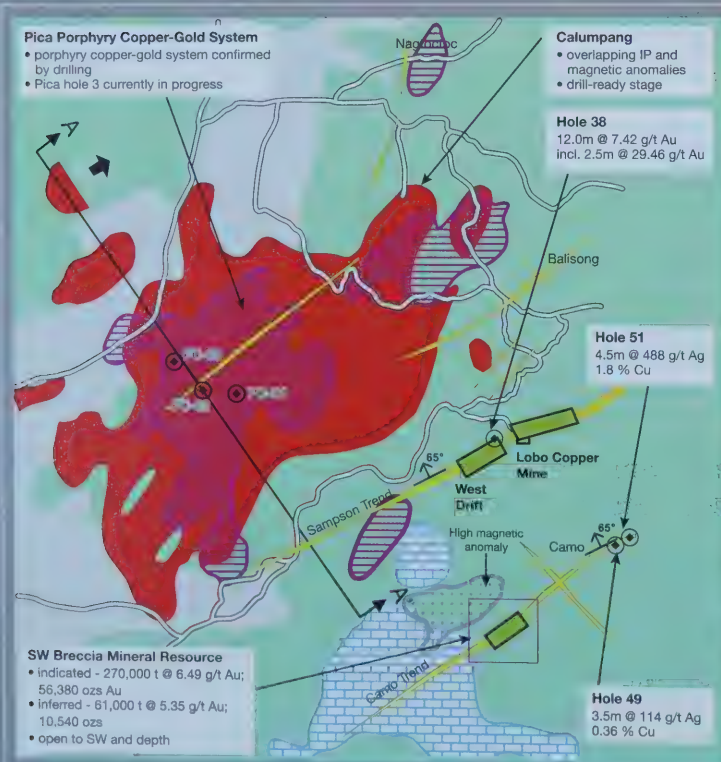 Pica Porphyry Copper-Gold System
• porphyry copper-gold system confirmed
by drilling
• Pica hole 3 currently in progress
Calumpang
• overlapping IP and
magnetic anomalies
• drill-ready stage
Hole 38
12.0m @ 7.42 g/t Au
incl. 2.5m @ 29.46 g/t Au
A
Balisong
Hole 51
4.5m @ 488 g/t Ag
1.8 % Cu
65°
Lobo Copper
Mine
West
Drift
Sampson Trend
High magnetic
anomaly
Camo
65°
A'
SW Breccia Mineral Resource
• indicated - 270,000 t @ 6.49 g/t Au;
56,380 ozs Au
• inferred - 61,000 t @ 5.35 g/t Au;
10,540 ozs
• open to SW and depth
Camo Trend
Hole 49
3.5m @ 114 g/t Ag
0.36 % Cu